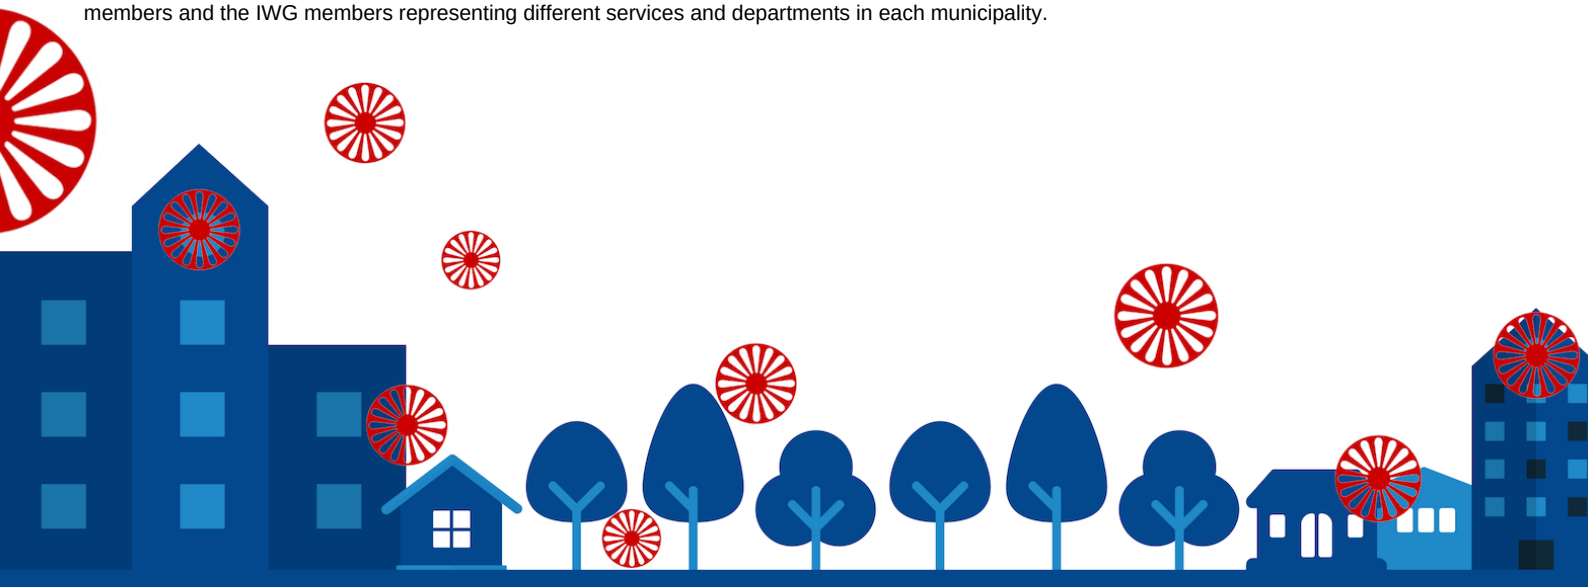 members and the IWG members representing different services and departments in each municipality.